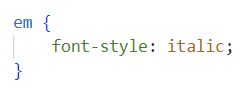 em {
    font-style: italic;
}